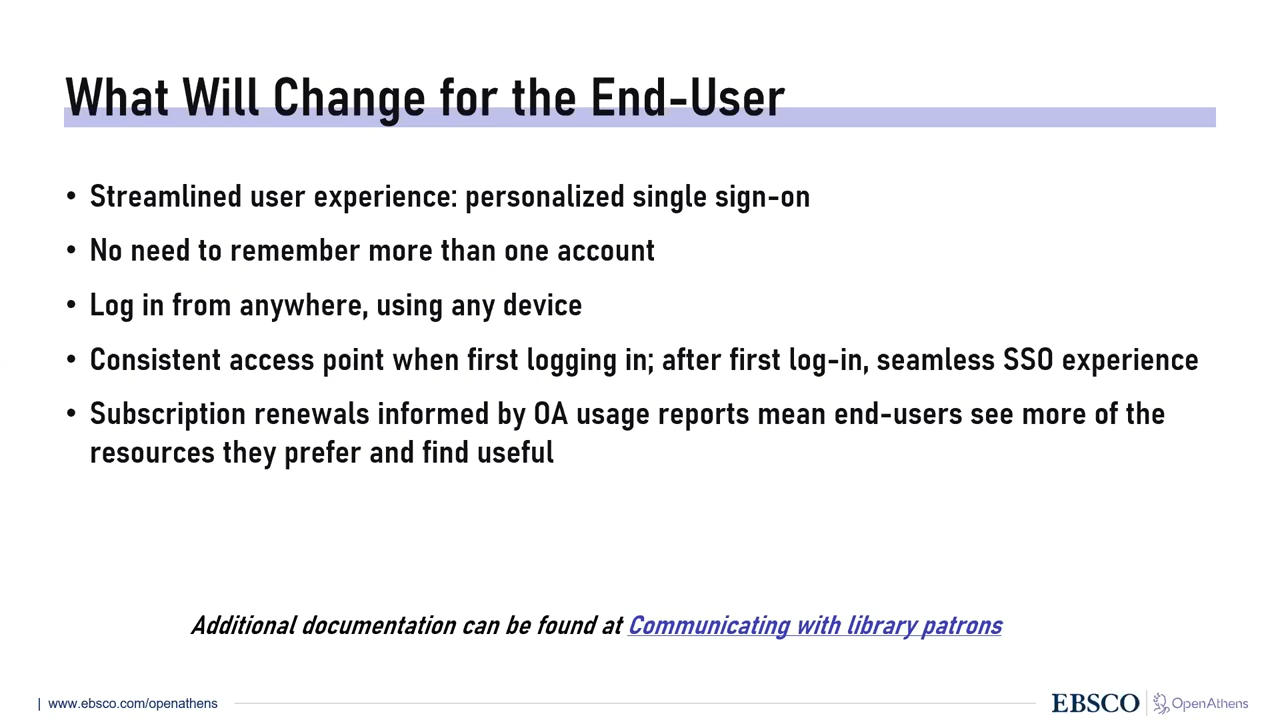 What Will Change for the End-User
• Streamlined user experience: personalized single sign-on
• No need to remember more than one account
• Log in from anywhere, using any device
• Consistent access point when first logging in; after first log-in, seamless SSO experience
• Subscription renewals informed by OA usage reports mean end-users see more of the
resources they prefer and find useful
Additional documentation can be found at Communicating with library patrons
| www.ebsco.com/openathens
EBSCO | OpenAthens